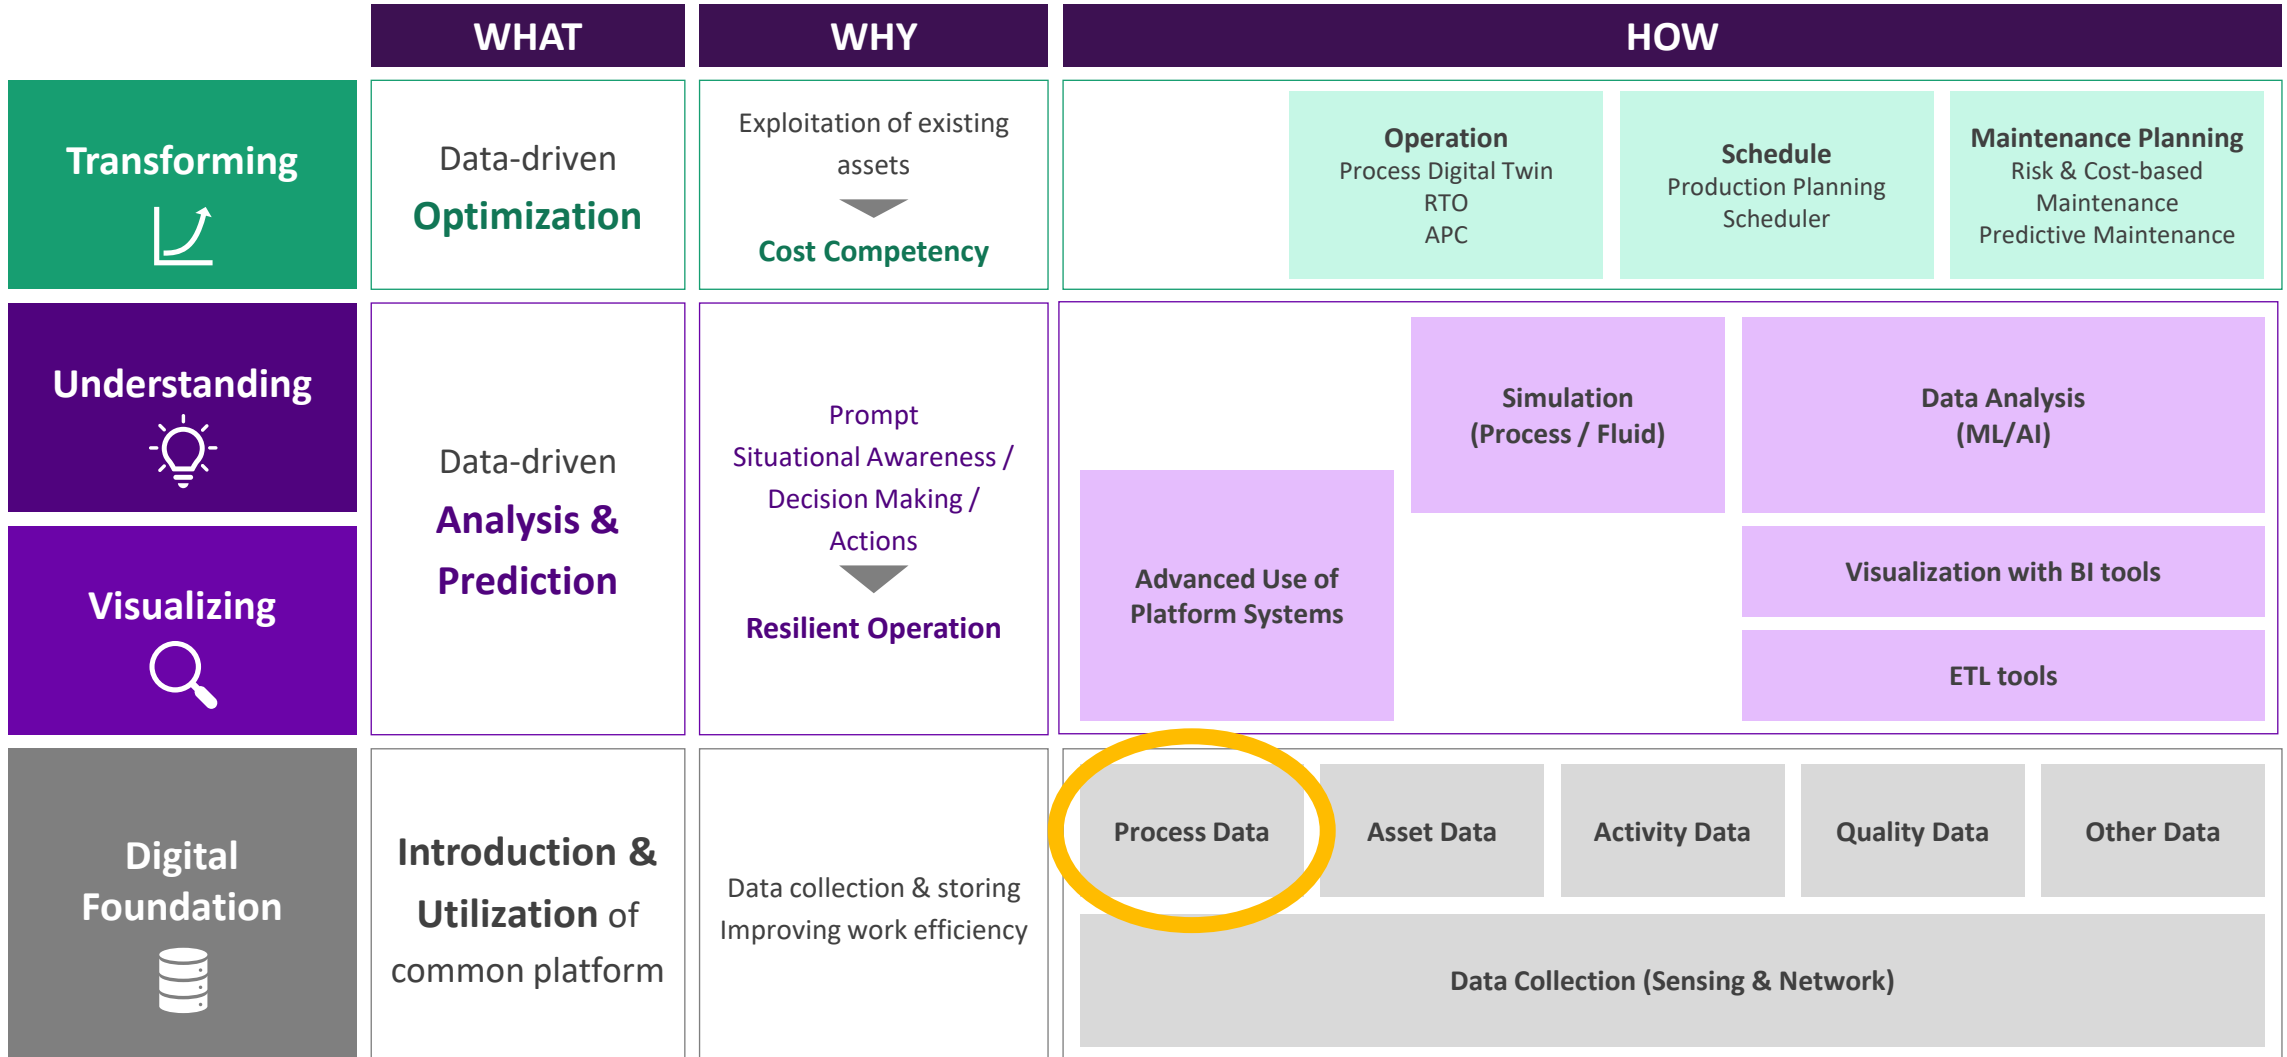 WHAT
WHY
HOW
Transforming
Data-driven
Optimization
Exploitation of existing
assets
Cost Competency
Operation
Process Digital Twin
RTO
APC
Schedule
Production Planning
Scheduler
Maintenance Planning
Risk & Cost-based
Maintenance
Predictive Maintenance
Understanding
Visualizing
Data-driven
Analysis &
Prediction
Prompt
Situational Awareness /
Decision Making /
Actions
Resilient Operation
Advanced Use of
Platform Systems
Simulation
(Process / Fluid)
Data Analysis
(ML/AI)
Visualization with BI tools
ETL tools
Digital
Foundation
Introduction &
Utilization of
common platform
Data collection & storing
Improving work efficiency
Process Data
Asset Data
Activity Data
Quality Data
Other Data
Data Collection (Sensing & Network)